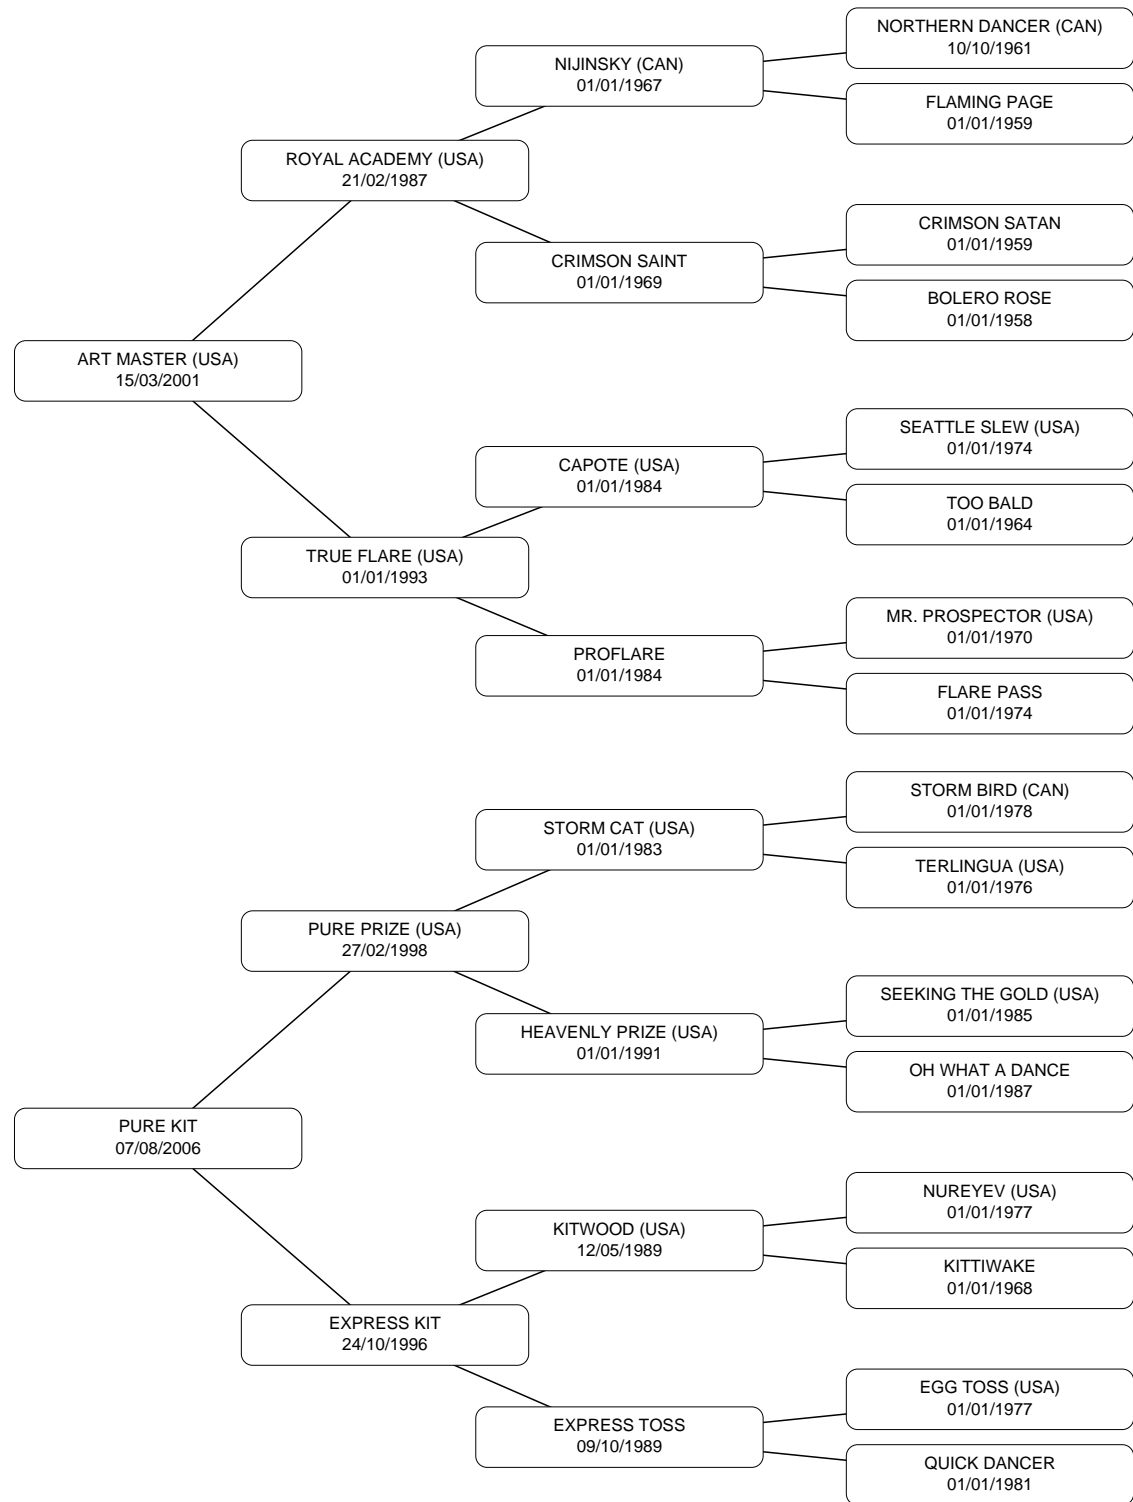 NORTHERN DANCER (CAN)
10/10/1961
NIJINSKY (CAN)
01/01/1967
FLAMING PAGE
01/01/1959
ROYAL ACADEMY (USA)
21/02/1987
CRIMSON SATAN
01/01/1959
CRIMSON SAINT
01/01/1969
BOLERO ROSE
01/01/1958
ART MASTER (USA)
15/03/2001
SEATTLE SLEW (USA)
01/01/1974
CAPOTE (USA)
01/01/1984
TOO BALD
01/01/1964
TRUE FLARE (USA)
01/01/1993
MR. PROSPECTOR (USA)
01/01/1970
PROFLARE
01/01/1984
FLARE PASS
01/01/1974
STORM BIRD (CAN)
01/01/1978
STORM CAT (USA)
01/01/1983
TERLINGUA (USA)
01/01/1976
PURE PRIZE (USA)
27/02/1998
SEEKING THE GOLD (USA)
01/01/1985
HEAVENLY PRIZE (USA)
01/01/1991
OH WHAT A DANCE
01/01/1987
PURE KIT
07/08/2006
NUREYEV (USA)
01/01/1977
KITWOOD (USA)
12/05/1989
KITTIWAKE
01/01/1968
EXPRESS KIT
24/10/1996
EGG TOSS (USA)
01/01/1977
EXPRESS TOSS
09/10/1989
QUICK DANCER
01/01/1981